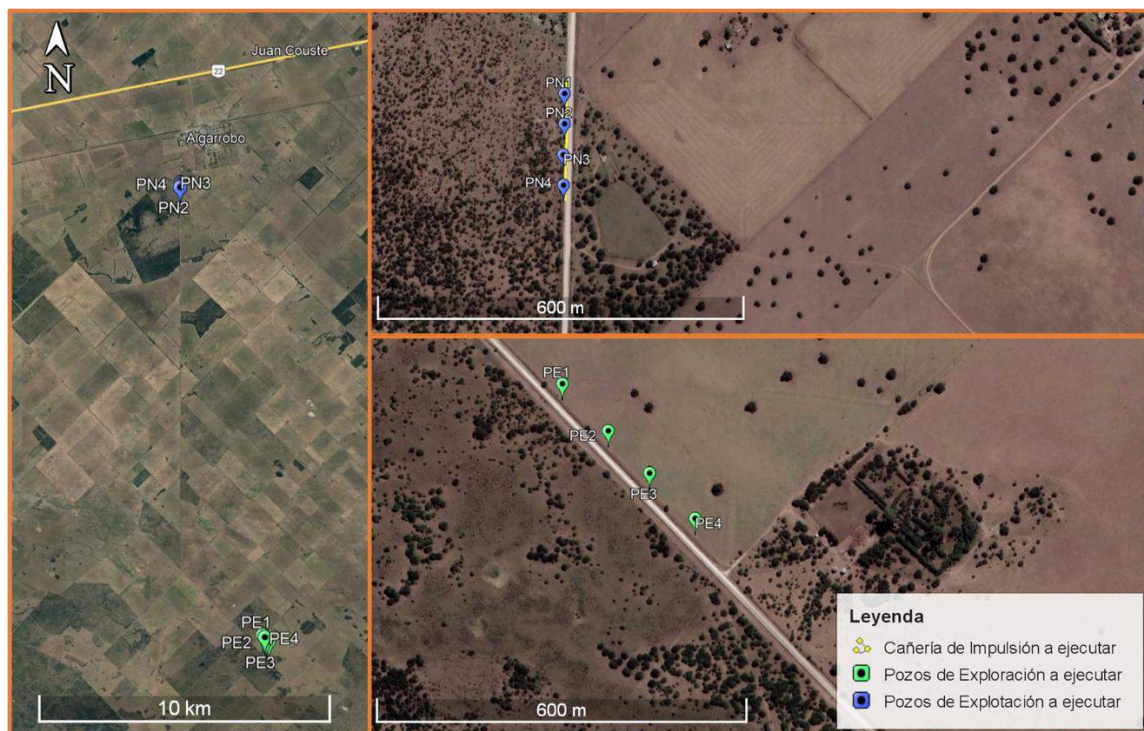 N
Juan Couste
22
Algarrobo
PN4 PN3
PN2
PE1
PE2 PE4
PE3
10 km
PN1
PN2
PN3
PN4
600 m
PE1
PE2
PE3
PE4
600 m
Leyenda
Cañería de Impulsión a ejecutar
Pozos de Exploración a ejecutar
Pozos de Explotación a ejecutar